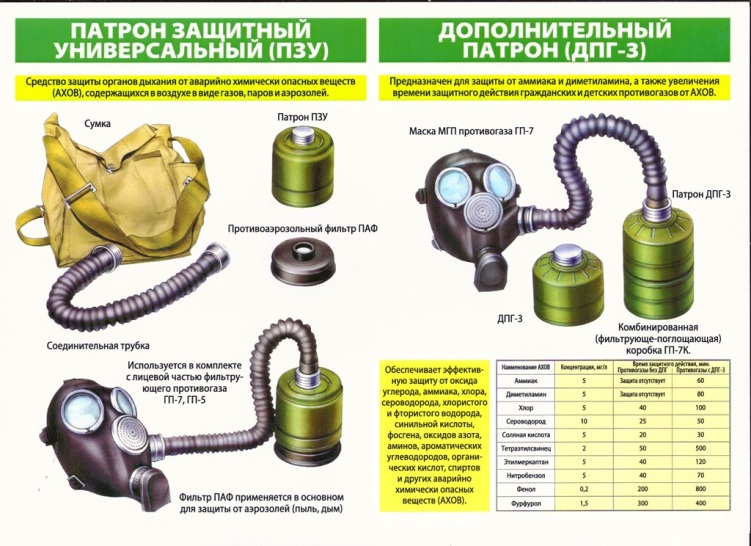 ПАТРОН ЗАЩИТНЫЙ
УНИВЕРСАЛЬНЫЙ (ПЗУ)
Средство защиты органов дыхания от аварийно химически опасных веществ
(АХОВ), содержащихся в воздухе в виде газов, паров и аэрозолей.
Сумка
Патрон ПЗУ
Противоаэрозольный фильтр ПАФ
Соединительная трубка
Используется в комплекте
с лицевой частью фильтру-
ющего противогаза
ГП-7, ГП-5
Фильтр ПАФ применяется в основном
для защиты от аэрозолей (пыль, дым)
ДОПОЛНИТЕЛЬНЫЙ
ПАТРОН (ДПГ-3)
Предназначен для защиты от аммиака и диметиламина, а также увеличения
времени защитного действия гражданских и детских противогазов от АХОВ.
Маска МГП противогаза ГП-7
Патрон ДПГ-3
ДПГ-3
Комбинированная
(фильтрующе-поглощающая)
коробка ГП-7К.
Обеспечивает эффектив-
ную защиту от оксида
углерода, аммиака, хлора,
сероводорода, хлористого
и фтористого водорода,
синильной кислоты,
фосгена, оксидов азота,
аминов, ароматических
углеводородов, органи-
ческих кислот, спиртов
и других аварийно
химически опасных
веществ (АХОВ).
Наименование АХОВ Концентрация, мг/л Время защитного действия, мин.
Противогазы без ДПГ Противогазы с ДПГ-3
Аммиак 5 Защита отсутствует 60
Диметиламин 5 Защита отсутствует 80
Хлор 5 40 100
Сероводород 10 25 50
Соляная кислота 5 20 30
Тетраэтилсвинец 2 50 500
Этилмеркаптан 5 40 120
Нитробензол 5 40 70
Фенол 0,2 200 800
Фурфурол 1,5 300 400